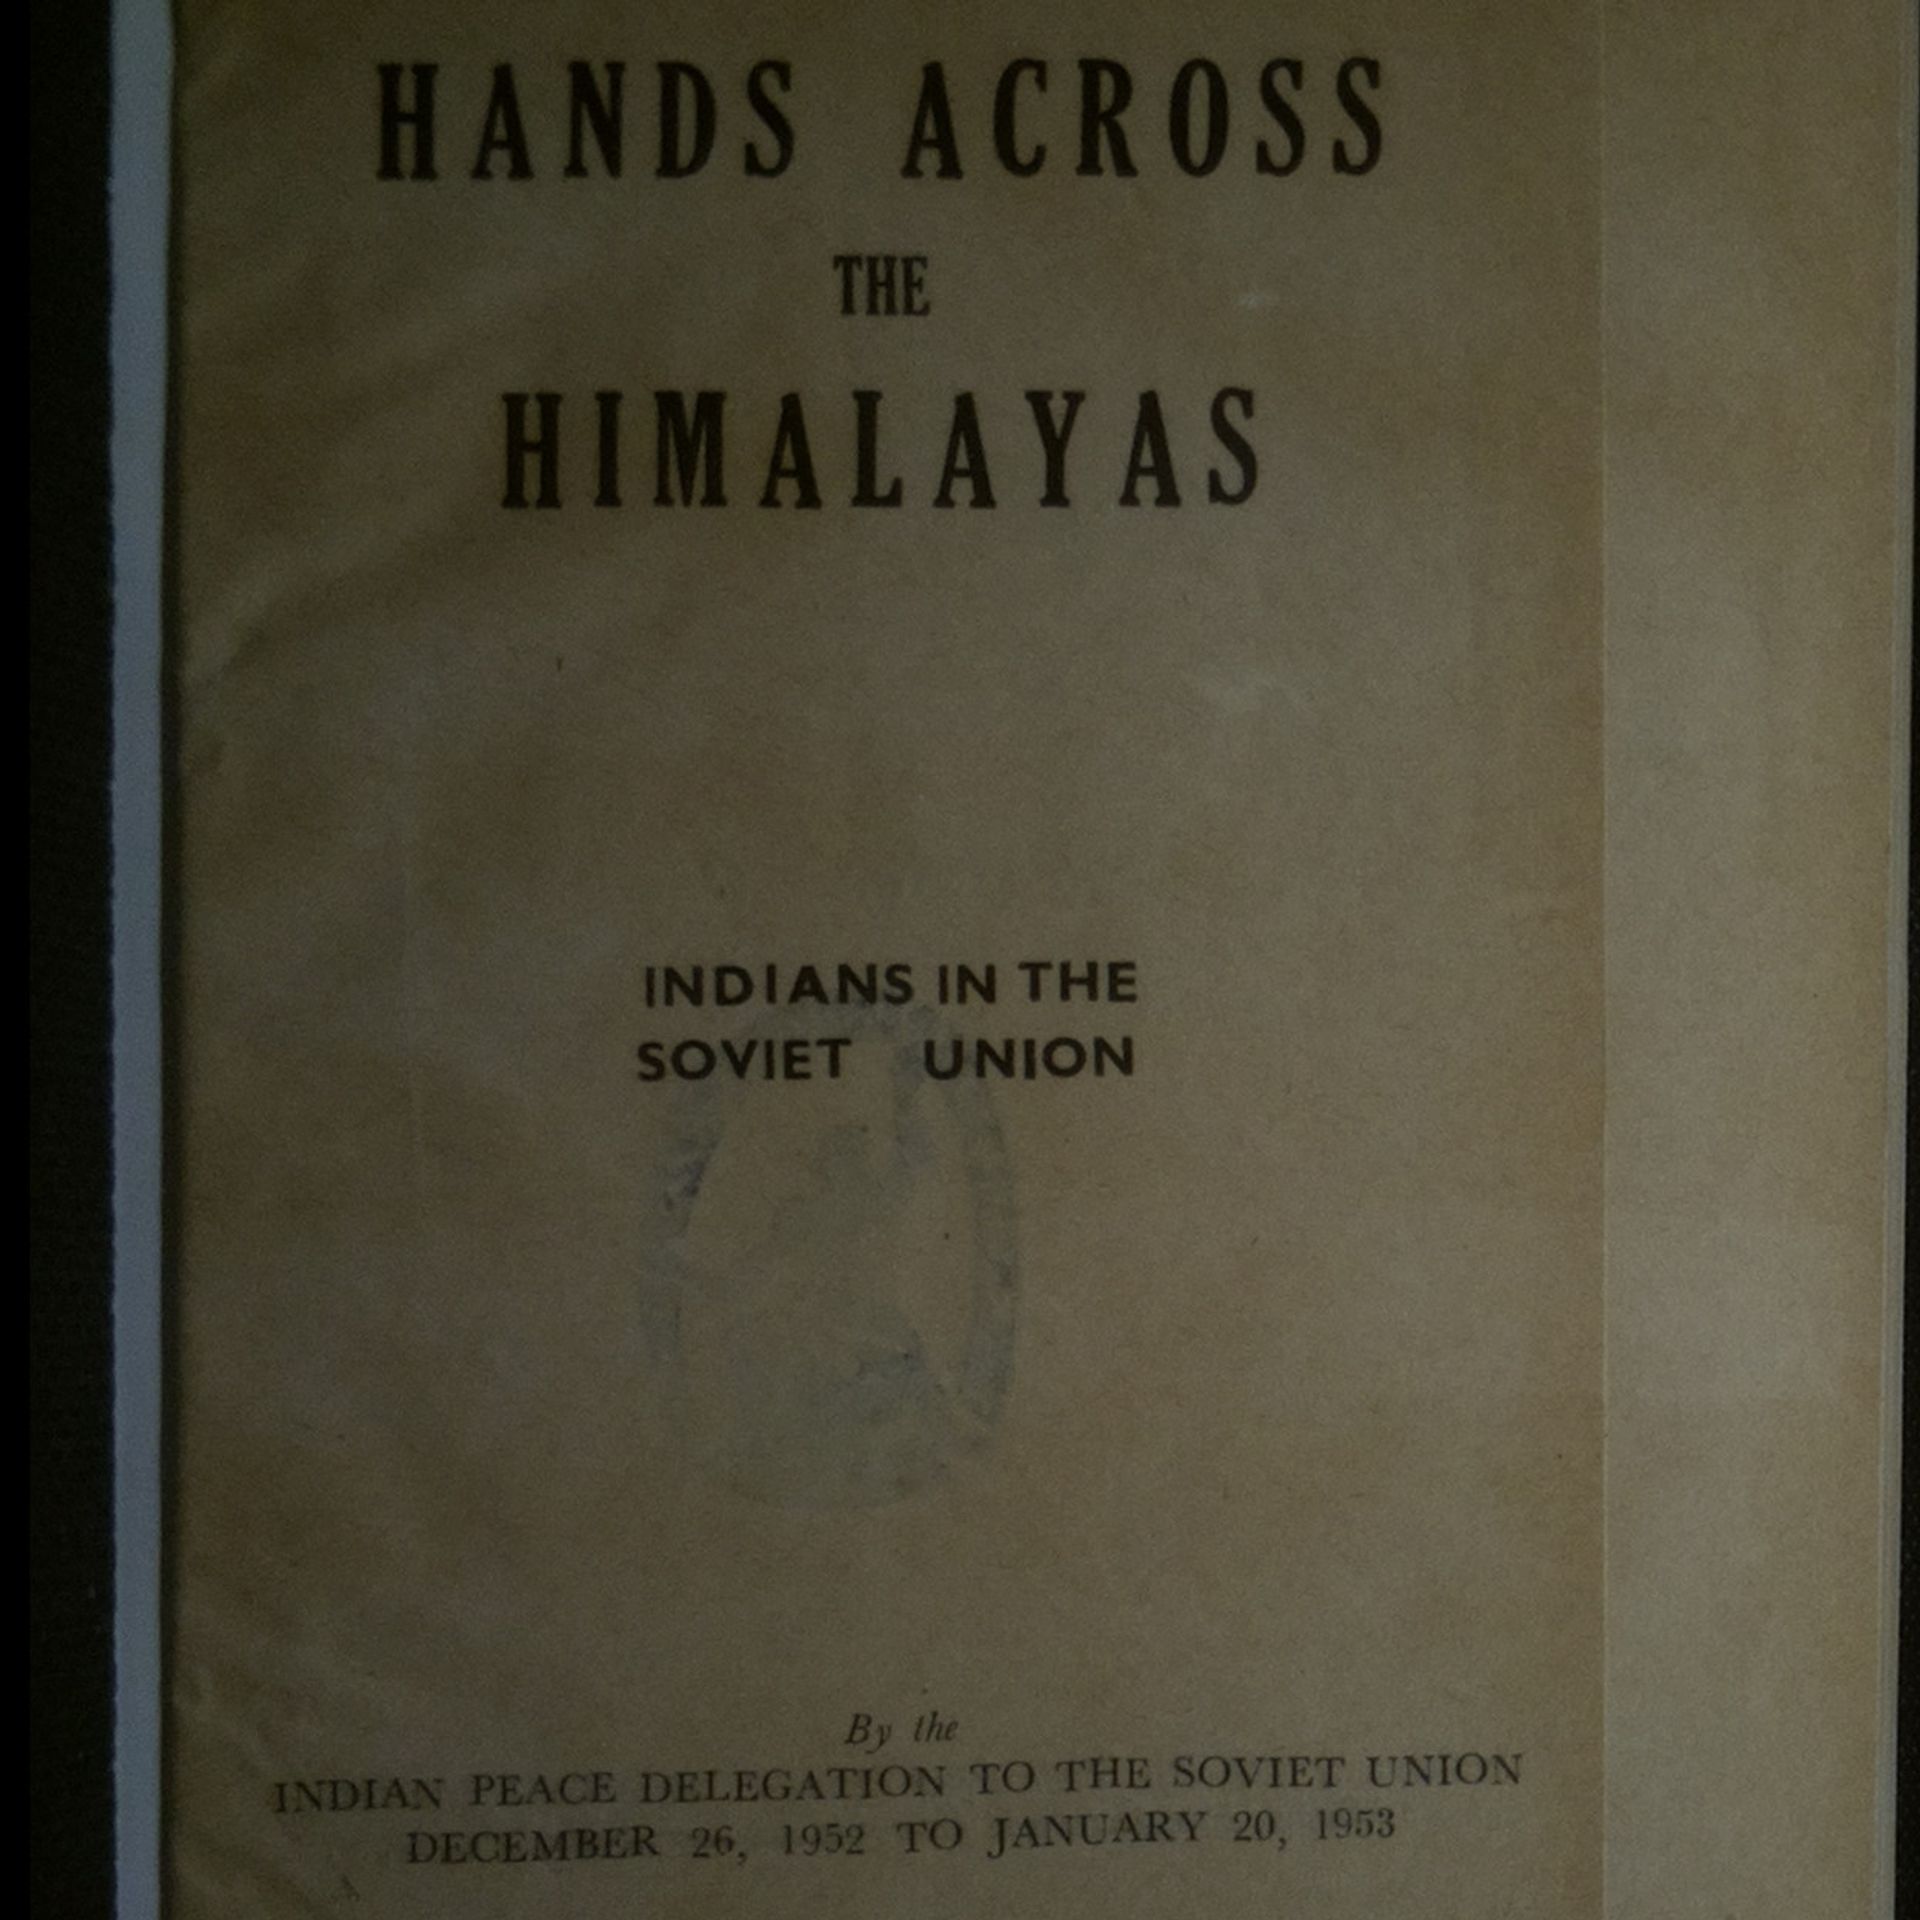 HANDS ACROSS
THE
HIMALAYAS
INDIANS IN THE
SOVIET UNION
By the
INDIAN PEACE DELEGATION TO THE SOVIET UNION
DECEMBER 26, 1952 TO JANUARY 20, 1953